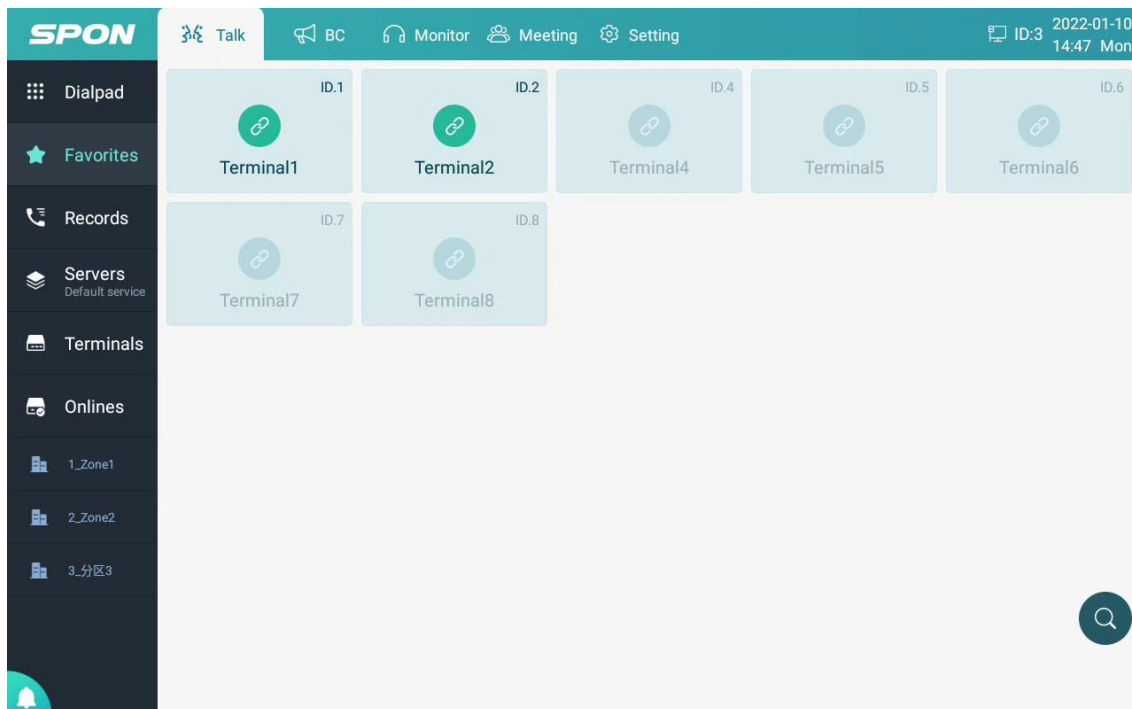 SPON
Talk
BC
Monitor
Meeting
Setting
ID:3
2022-01-10
14:47 Mon
Dialpad
Favorites
Records
Servers
Default service
Terminals
Onlines
1_Zone1
2_Zone2
3_分区3
ID.1
Terminal1
ID.2
Terminal2
ID.4
Terminal4
ID.5
Terminal5
ID.6
Terminal6
ID.7
Terminal7
ID.8
Terminal8